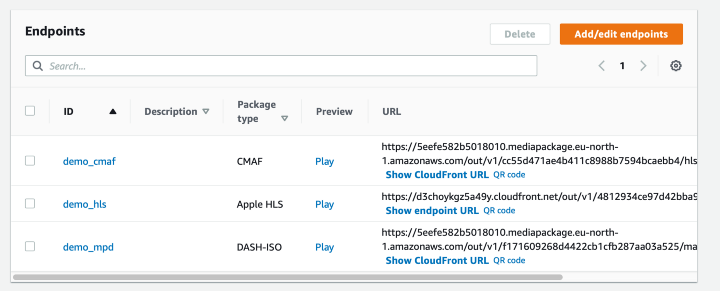 Endpoints
Delete
Add/edit endpoints
Search...
1
ID
Description
Package
type
Preview
URL
demo_cmaf
CMAF
Play
https://5eefe582b5018010.mediapackage.eu-north-
1.amazonaws.com/out/v1/cc55d471ae4b411c8988b7594bcaebb4/hls
Show CloudFront URL QR code
demo_hls
Apple HLS
Play
https://d3choykgz5a49y.cloudfront.net/out/v1/4812934ce97d42bba9
Show endpoint URL QR code
demo_mpd
DASH-ISO
Play
https://5eefe582b5018010.mediapackage.eu-north-
1.amazonaws.com/out/v1/f171609268d4422cb1cfb287aa03a525/ma
Show CloudFront URL QR code